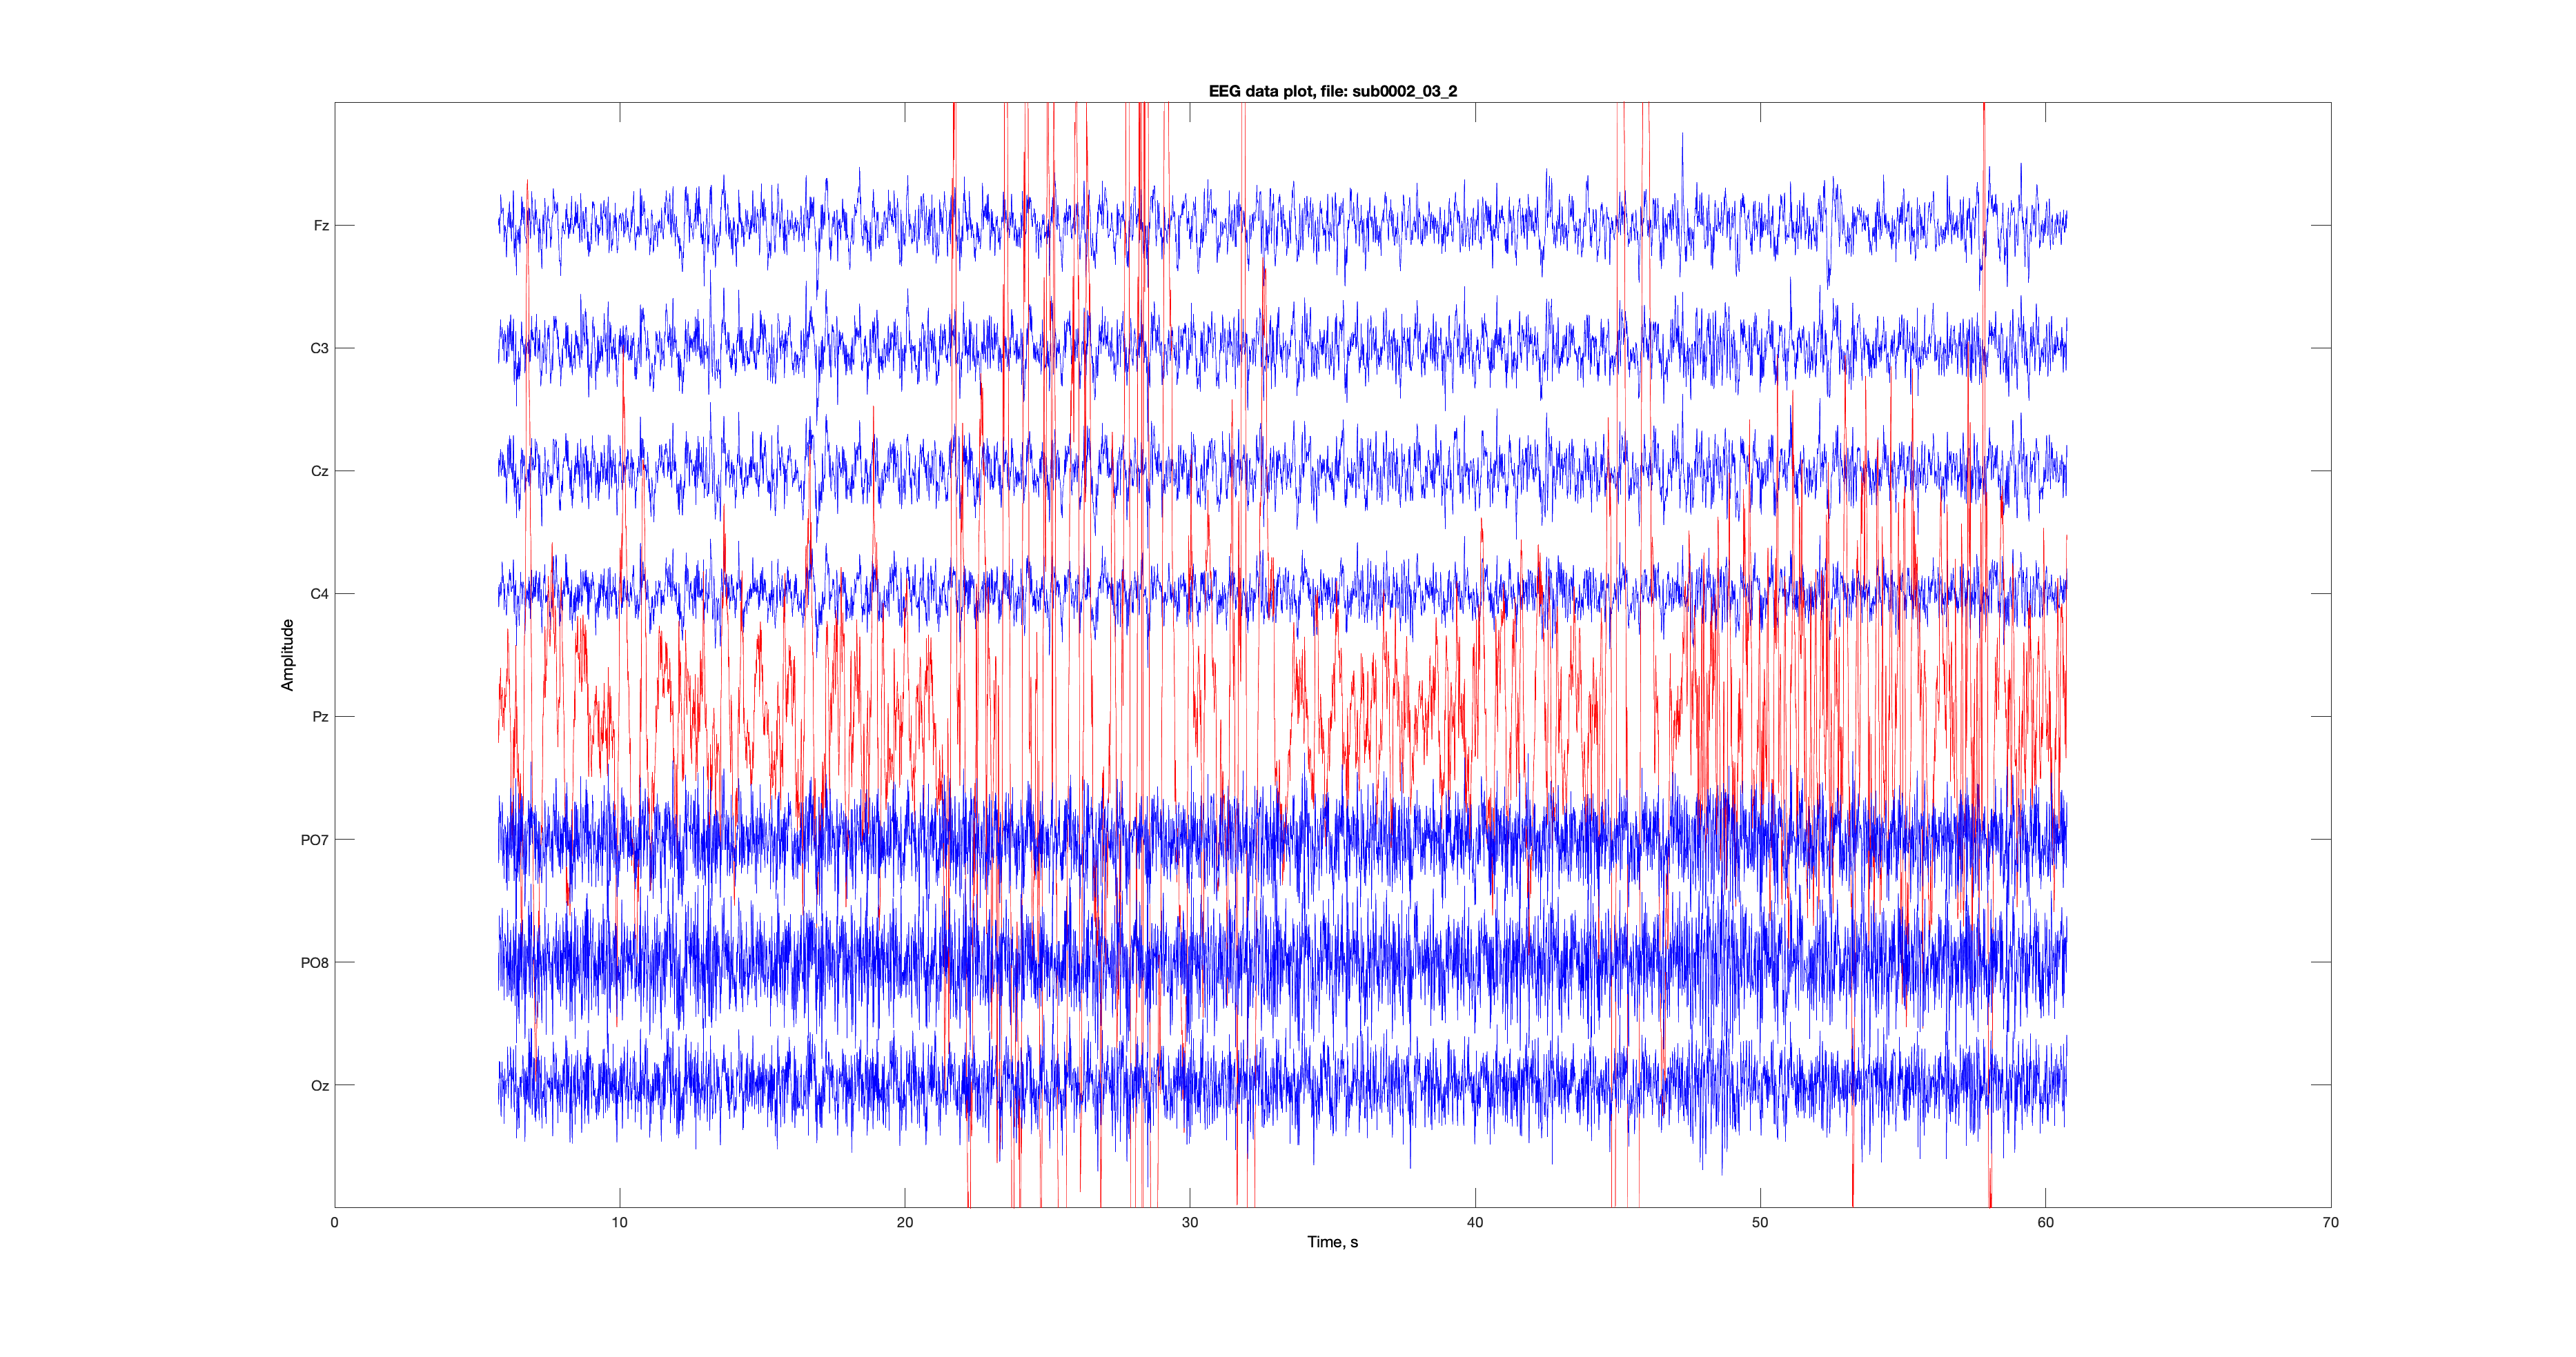 EEG data plot, file: sub0002_03_2
Fz
C3
Cz
C4
Amplitude
Pz
PO7
PO8
Oz
0 10 20 30 40 50 60 70
Time, s